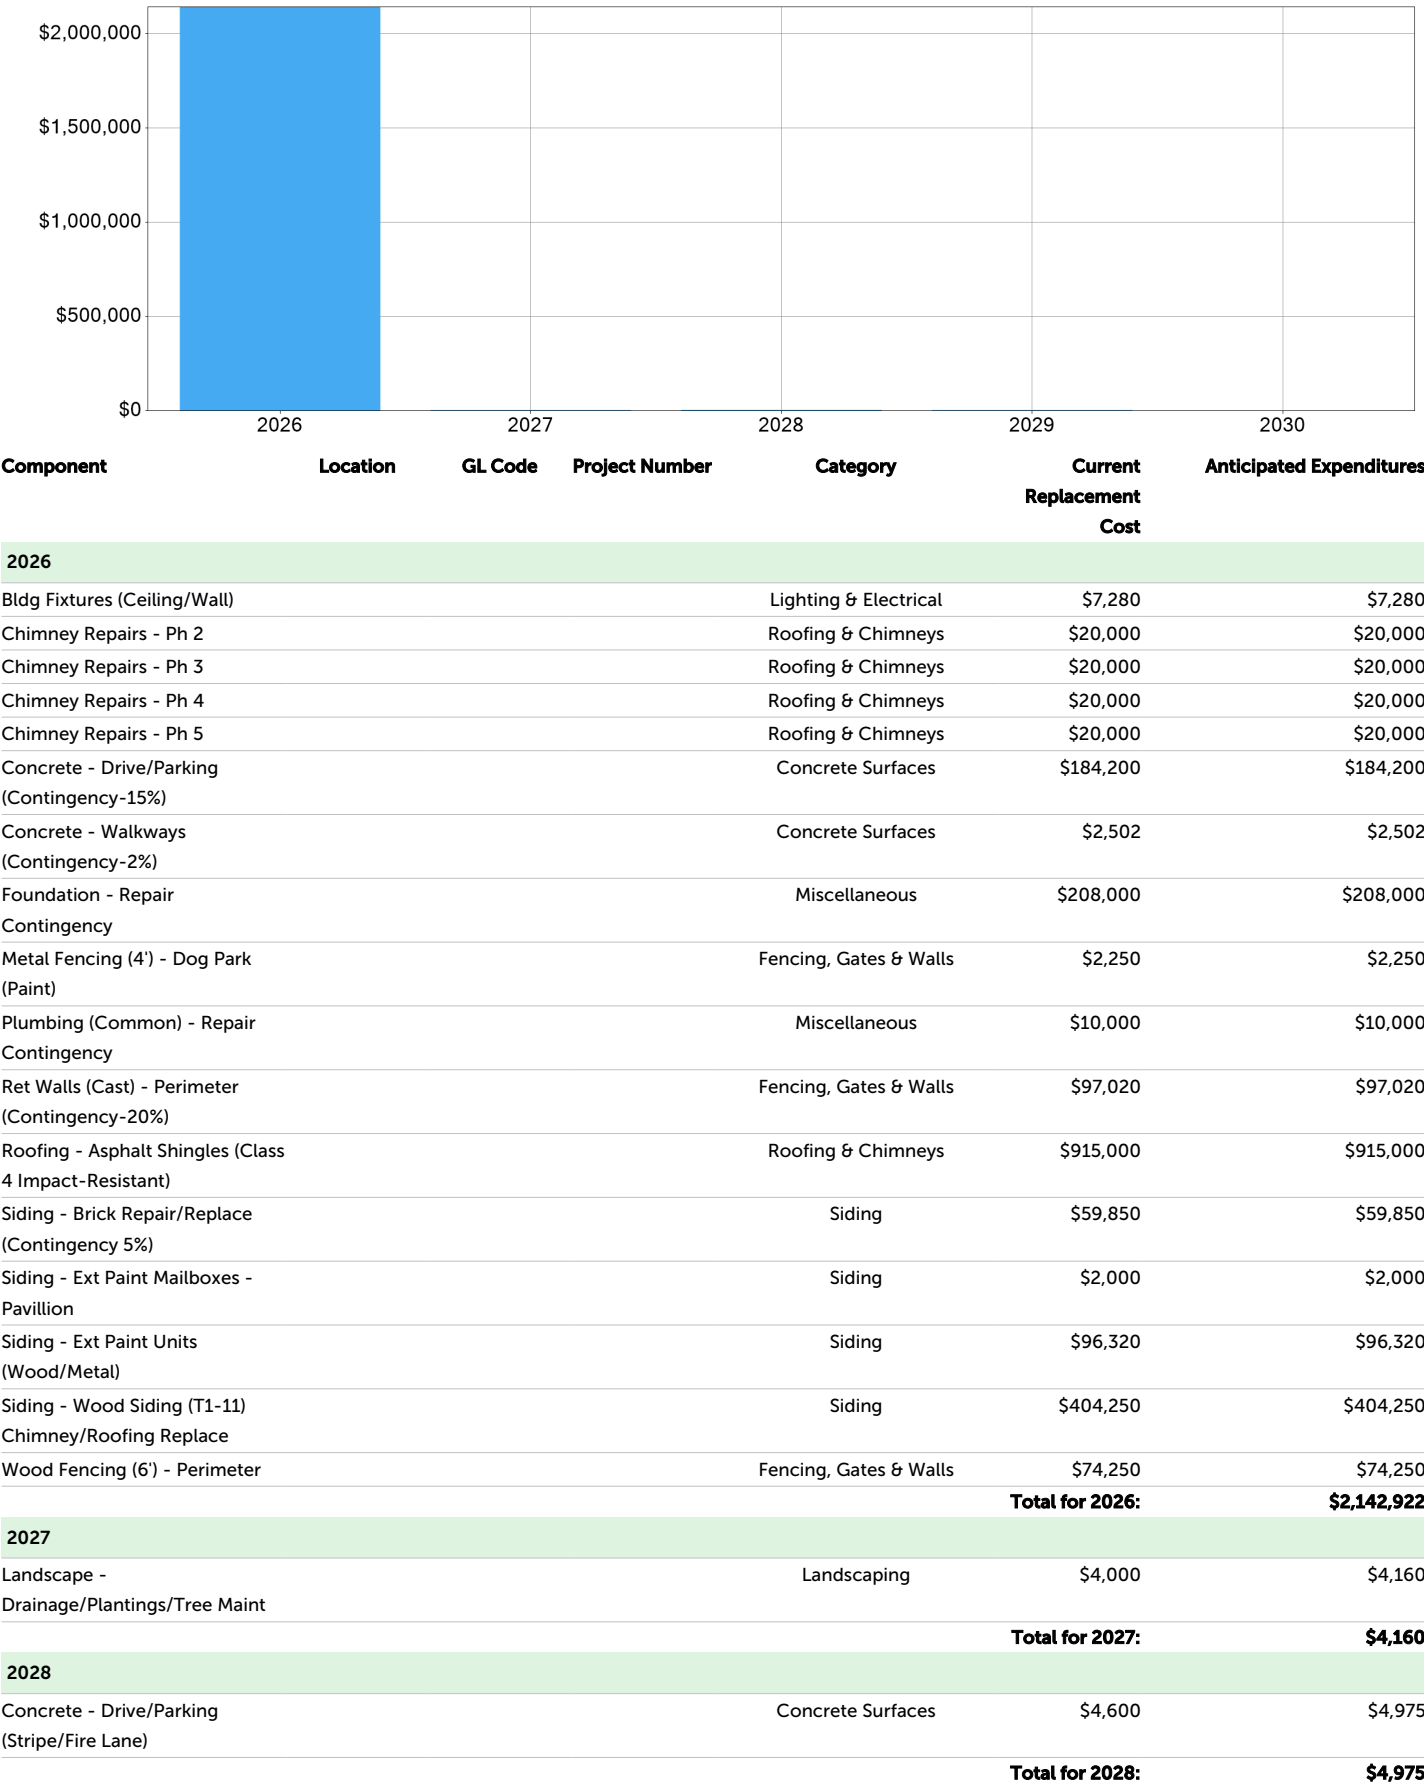 $2,000,000
$1,500,000
$1,000,000
$500,000
$0
2026 2027 2028 2029 2030
Component Location GL Code Project Number Category Current Anticipated Expenditures
Replacement
Cost
2026
Bldg Fixtures (Ceiling/Wall) Lighting & Electrical $7,280 $7,280
Chimney Repairs - Ph 2 Roofing & Chimneys $20,000 $20,000
Chimney Repairs - Ph 3 Roofing & Chimneys $20,000 $20,000
Chimney Repairs - Ph 4 Roofing & Chimneys $20,000 $20,000
Chimney Repairs - Ph 5 Roofing & Chimneys $20,000 $20,000
Concrete - Drive/Parking Concrete Surfaces $184,200 $184,200
(Contingency-15%)
Concrete - Walkways Concrete Surfaces $2,502 $2,502
(Contingency-2%)
Foundation - Repair Miscellaneous $208,000 $208,000
Contingency
Metal Fencing (4') - Dog Park Fencing, Gates & Walls $2,250 $2,250
(Paint)
Plumbing (Common) - Repair Miscellaneous $10,000 $10,000
Contingency
Ret Walls (Cast) - Perimeter Fencing, Gates & Walls $97,020 $97,020
(Contingency-20%)
Roofing - Asphalt Shingles (Class Roofing & Chimneys $915,000 $915,000
4 Impact-Resistant)
Siding - Brick Repair/Replace Siding $59,850 $59,850
(Contingency 5%)
Siding - Ext Paint Mailboxes - Siding $2,000 $2,000
Pavillion
Siding - Ext Paint Units Siding $96,320 $96,320
(Wood/Metal)
Siding - Wood Siding (T1-11) Siding $404,250 $404,250
Chimney/Roofing Replace
Wood Fencing (6') - Perimeter Fencing, Gates & Walls $74,250 $74,250
Total for 2026: $2,142,922
2027
Landscape - Landscaping $4,000 $4,160
Drainage/Plantings/Tree Maint
Total for 2027: $4,160
2028
Concrete - Drive/Parking Concrete Surfaces $4,600 $4,975
(Stripe/Fire Lane)
Total for 2028: $4,975